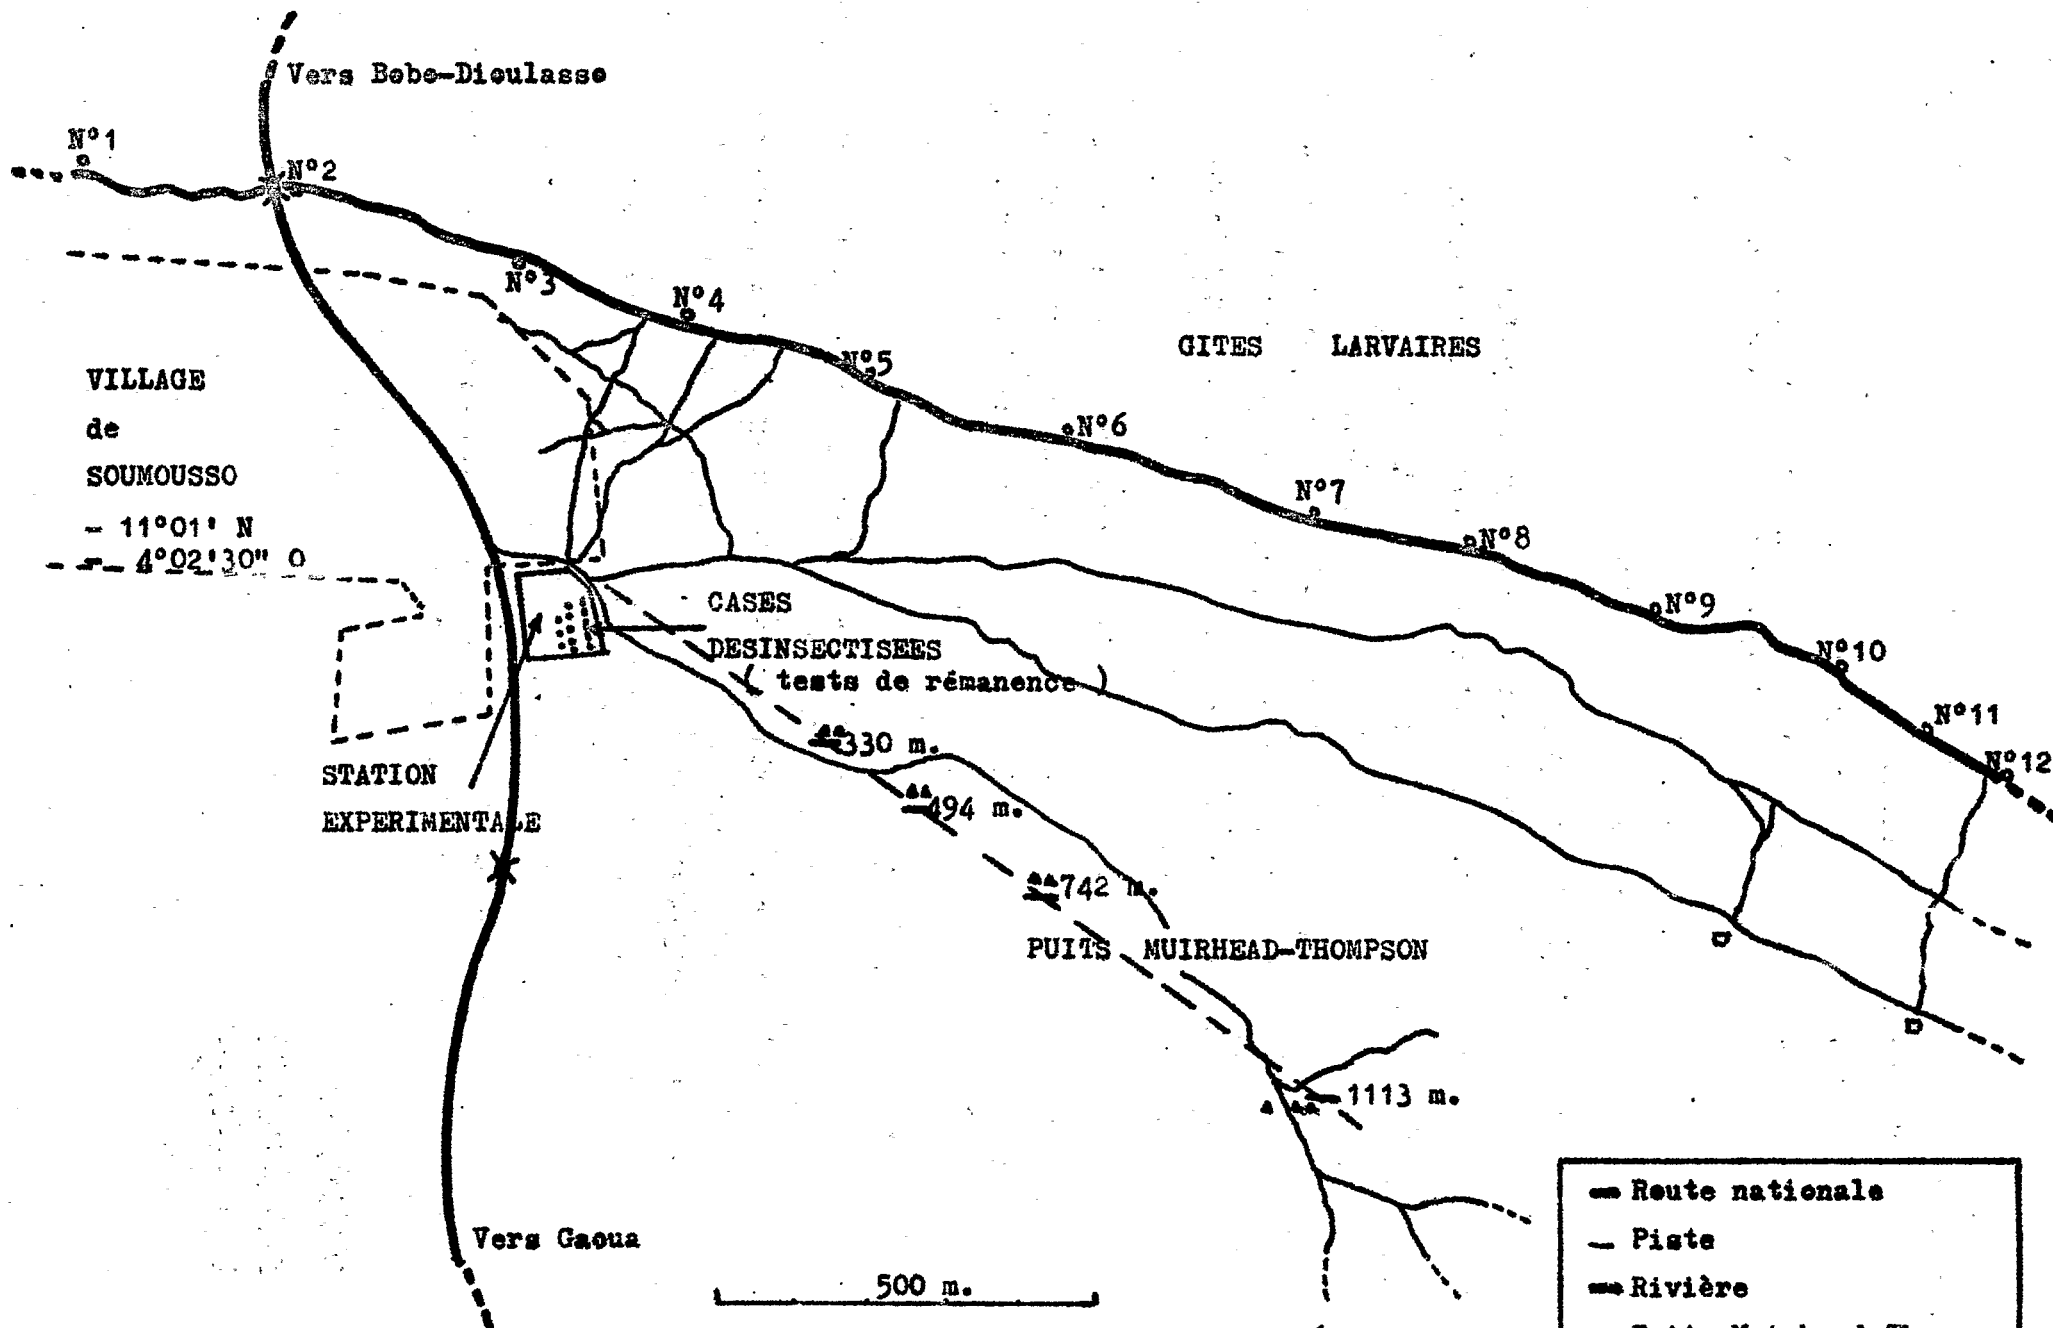 Vers Bobo-Dioulasso
N°1
N°2
N°3
N°4
N°5
GITES LARVAIRES
VILLAGE
de
SOUMOUSSO
- 11°01' N
- 4°02'30" O
N°6
N°7
N°8
N°9
N°10
N°11
N°12
CASES
DESINSECTISEES
( tests de rémanence )
330 m.
494 m.
742 m.
STATION
EXPERIMENTALE
PUITS MUIRHEAD-THOMPSON
1113 m.
Vers Gaoua
500 m.
Route nationale
Piste
Rivière